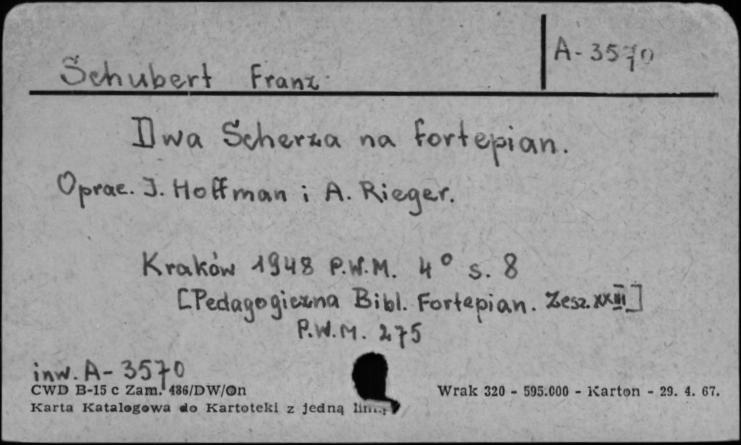 Schubert Franz
A-3570
Dwa Scherza na fortepian.
Oprac. J. Hoffman i A. Rieger.
Kraków 1948 P.W.M. 4° s. 8
[Pedagogiczna Bibl. Fortepian. Zesz. XXIII]
P.W.M. 275
inw. A-3570
CWD B-15 c Zam. 486/DW/On
Wrak 320 - 595.000 - Karton - 29. 4. 67.
Karta Katalogowa do Kartoteki z jedną linią